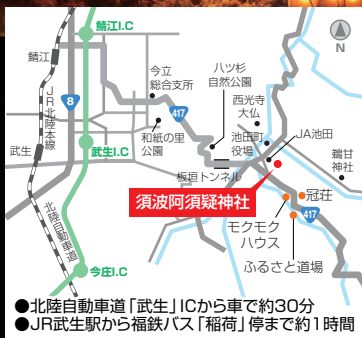 鯖江I.C
N
鯖江
JR北陸本線
8
今立
総合支所
八ツ杉
自然公園
417
西光寺
大仏
和紙の里
公園
池田町
役場
JA池田
武生
武生I.C
板垣トンネル
鵜甘
神社
須波阿須疑神社
冠荘
417
モクモク
ハウス
北陸自動車道
ふるさと道場
今庄I.C
●北陸自動車道「武生」ICから車で約30分
●JR武生駅から福鉄バス「稲荷」停まで約1時間